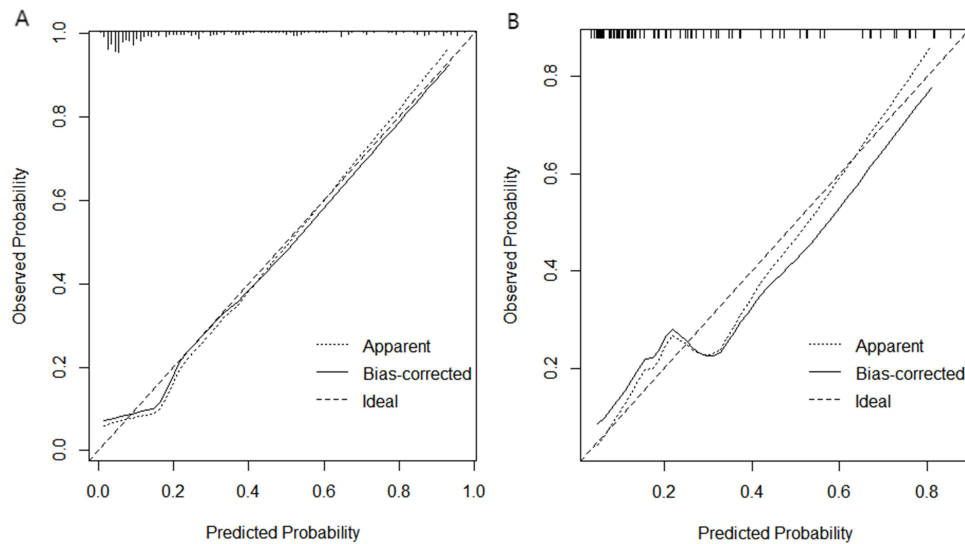 A
1.0
0.8
0.6
0.4
0.2
0.0
Observed Probability
Apparent
Bias-corrected
Ideal
0.0 0.2 0.4 0.6 0.8 1.0
Predicted Probability
B
0.8
0.6
0.4
0.2
Observed Probability
Apparent
Bias-corrected
Ideal
0.2 0.4 0.6 0.8
Predicted Probability